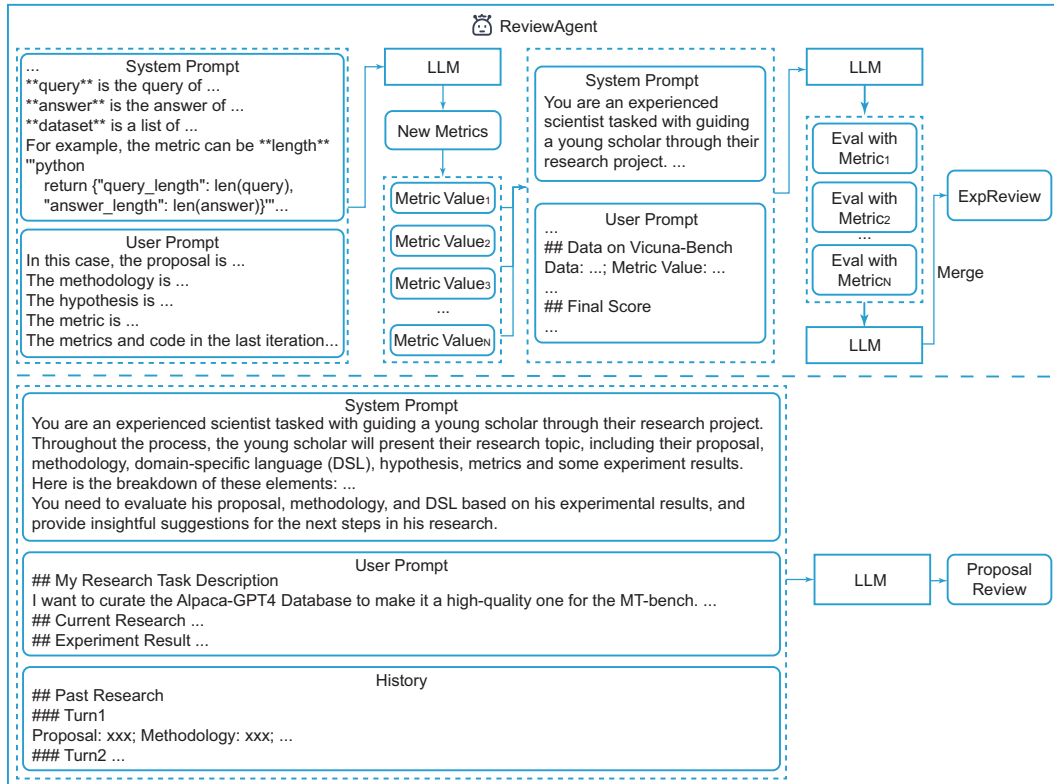 ReviewAgent
...
System Prompt
**query** is the query of ...
**answer** is the answer of ...
**dataset** is a list of ...
For example, the metric can be **length**
'''python
return {"query_length": len(query),
"answer_length": len(answer)}'''...
User Prompt
In this case, the proposal is ...
The methodology is ...
The hypothesis is ...
The metric is ...
The metrics and code in the last iteration...
LLM
New Metrics
Metric Value1
Metric Value2
Metric Value3
...
Metric ValueN
System Prompt
You are an experienced
scientist tasked with guiding
a young scholar through their
research project. ...
User Prompt
...
## Data on Vicuna-Bench
Data: ...; Metric Value: ...
...
## Final Score
...
LLM
Eval with
Metric1
Eval with
Metric2
...
Eval with
MetricN
LLM
Merge
ExpReview
System Prompt
You are an experienced scientist tasked with guiding a young scholar through their research project.
Throughout the process, the young scholar will present their research topic, including their proposal,
methodology, domain-specific language (DSL), hypothesis, metrics and some experiment results.
Here is the breakdown of these elements: ...
You need to evaluate his proposal, methodology, and DSL based on his experimental results, and
provide insightful suggestions for the next steps in his research.
User Prompt
## My Research Task Description
I want to curate the Alpaca-GPT4 Database to make it a high-quality one for the MT-bench. ...
## Current Research ...
## Experiment Result ...
History
## Past Research
### Turn1
Proposal: xxx; Methodology: xxx; ...
### Turn2 ...
LLM
Proposal
Review